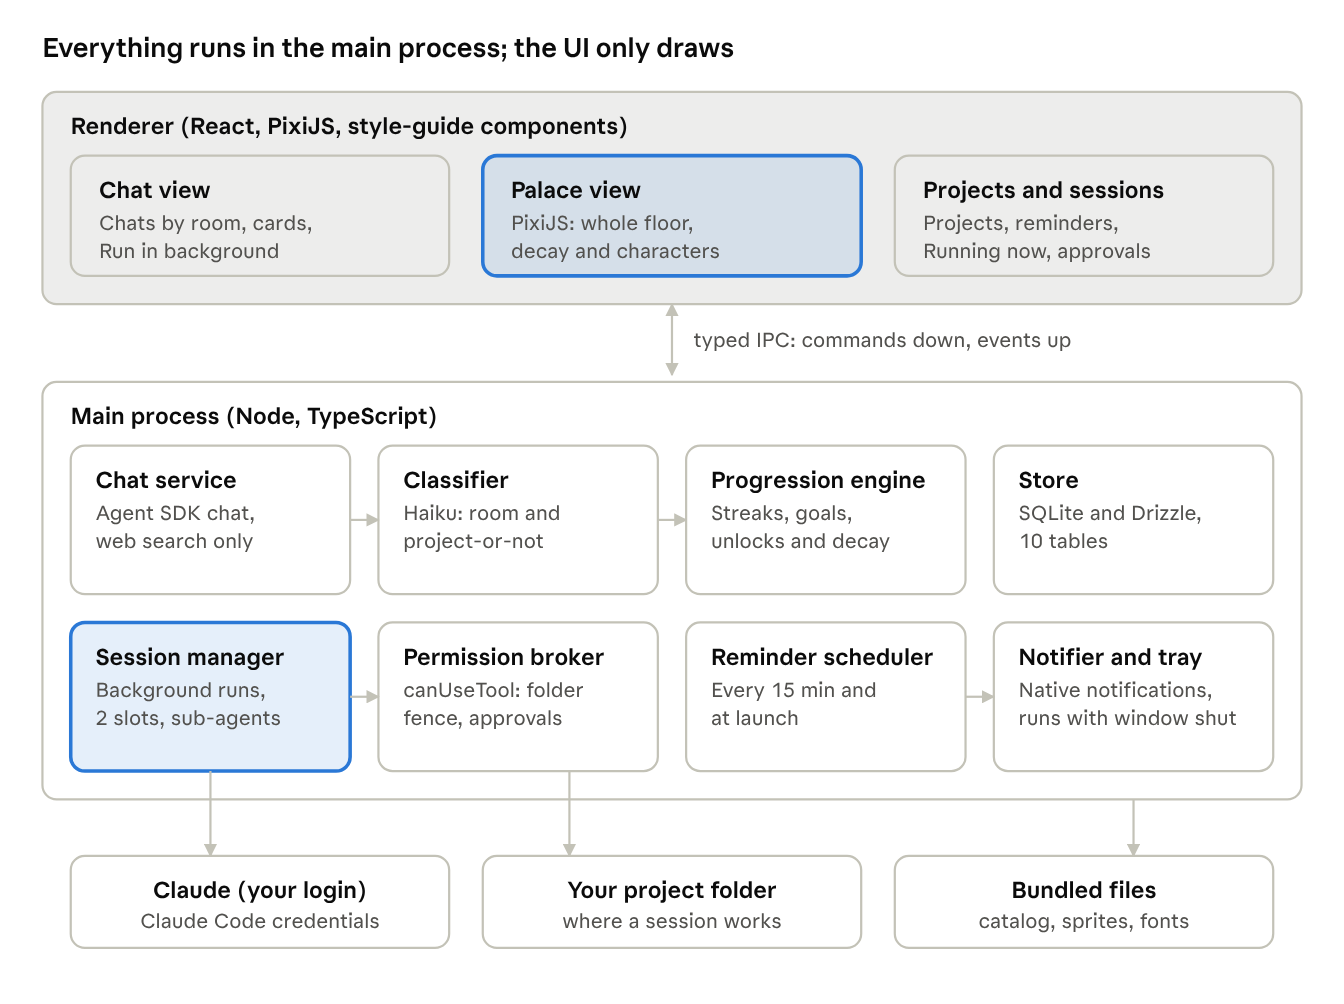 Everything runs in the main process; the UI only draws
Renderer (React, PixiJS, style-guide components)
Chat view
Chats by room, cards,
Run in background
Palace view
PixiJS: whole floor,
decay and characters
Projects and sessions
Projects, reminders,
Running now, approvals
typed IPC: commands down, events up
Main process (Node, TypeScript)
Chat service
Agent SDK chat,
web search only
Classifier
Haiku: room and
project-or-not
Progression engine
Streaks, goals,
unlocks and decay
Store
SQLite and Drizzle,
10 tables
Session manager
Background runs,
2 slots, sub-agents
Permission broker
canUseTool: folder
fence, approvals
Reminder scheduler
Every 15 min and
at launch
Notifier and tray
Native notifications,
runs with window shut
Claude (your login)
Claude Code credentials
Your project folder
where a session works
Bundled files
catalog, sprites, fonts